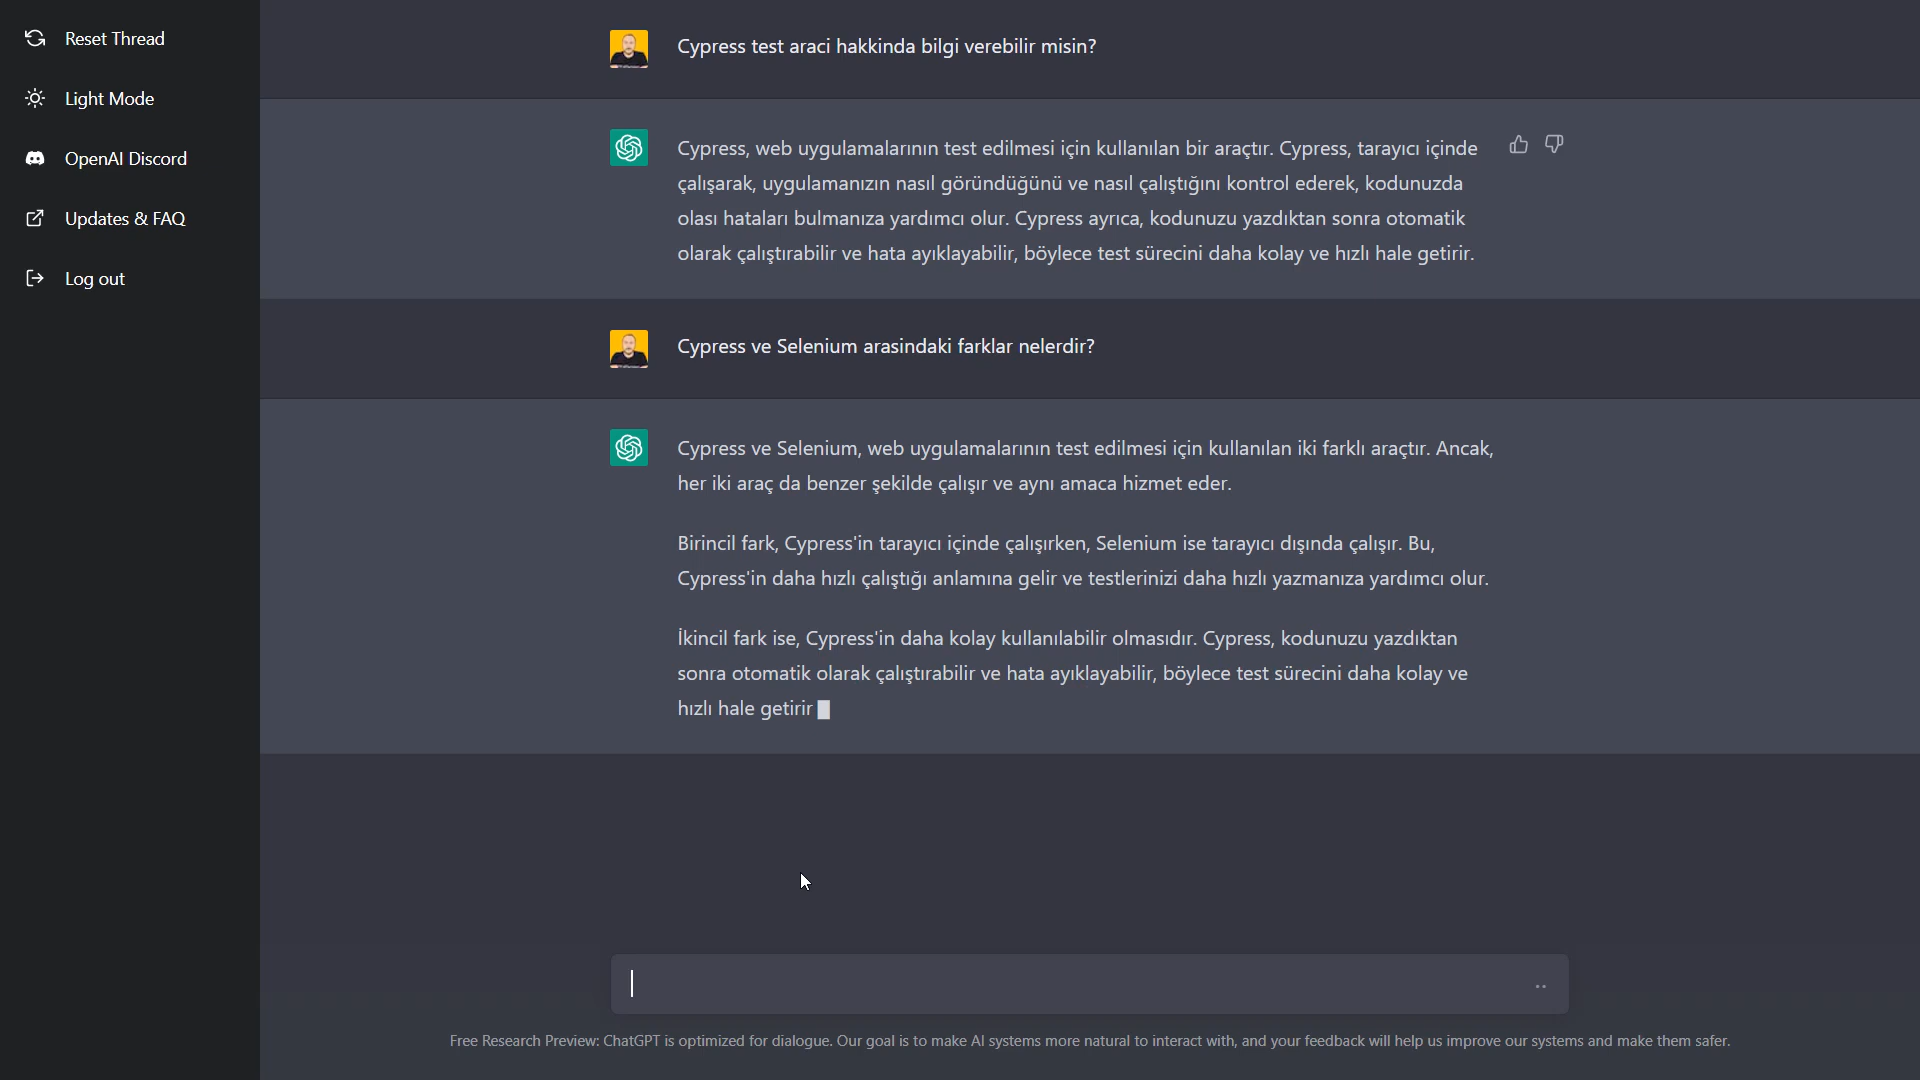 Reset Thread
Light Mode
OpenAI Discord
Updates & FAQ
Log out
Cypress test araci hakkinda bilgi verebilir misin?
Cypress, web uygulamalarının test edilmesi için kullanılan bir araçtır. Cypress, tarayıcı içinde
çalışarak, uygulamanızın nasıl göründüğünü ve nasıl çalıştığını kontrol ederek, kodunuzda
olası hataları bulmanıza yardımcı olur. Cypress ayrıca, kodunuzu yazdıktan sonra otomatik
olarak çalıştırabilir ve hata ayıklayabilir, böylece test sürecini daha kolay ve hızlı hale getirir.
Cypress ve Selenium arasindaki farklar nelerdir?
Cypress ve Selenium, web uygulamalarının test edilmesi için kullanılan iki farklı araçtır. Ancak,
her iki araç da benzer şekilde çalışır ve aynı amaca hizmet eder.
Birincil fark, Cypress'in tarayıcı içinde çalışırken, Selenium ise tarayıcı dışında çalışır. Bu,
Cypress'in daha hızlı çalıştığı anlamına gelir ve testlerinizi daha hızlı yazmanıza yardımcı olur.
İkincil fark ise, Cypress'in daha kolay kullanılabilir olmasıdır. Cypress, kodunuzu yazdıktan
sonra otomatik olarak çalıştırabilir ve hata ayıklayabilir, böylece test sürecini daha kolay ve
hızlı hale getirir
Free Research Preview: ChatGPT is optimized for dialogue. Our goal is to make AI systems more natural to interact with, and your feedback will help us improve our systems and make them safer.